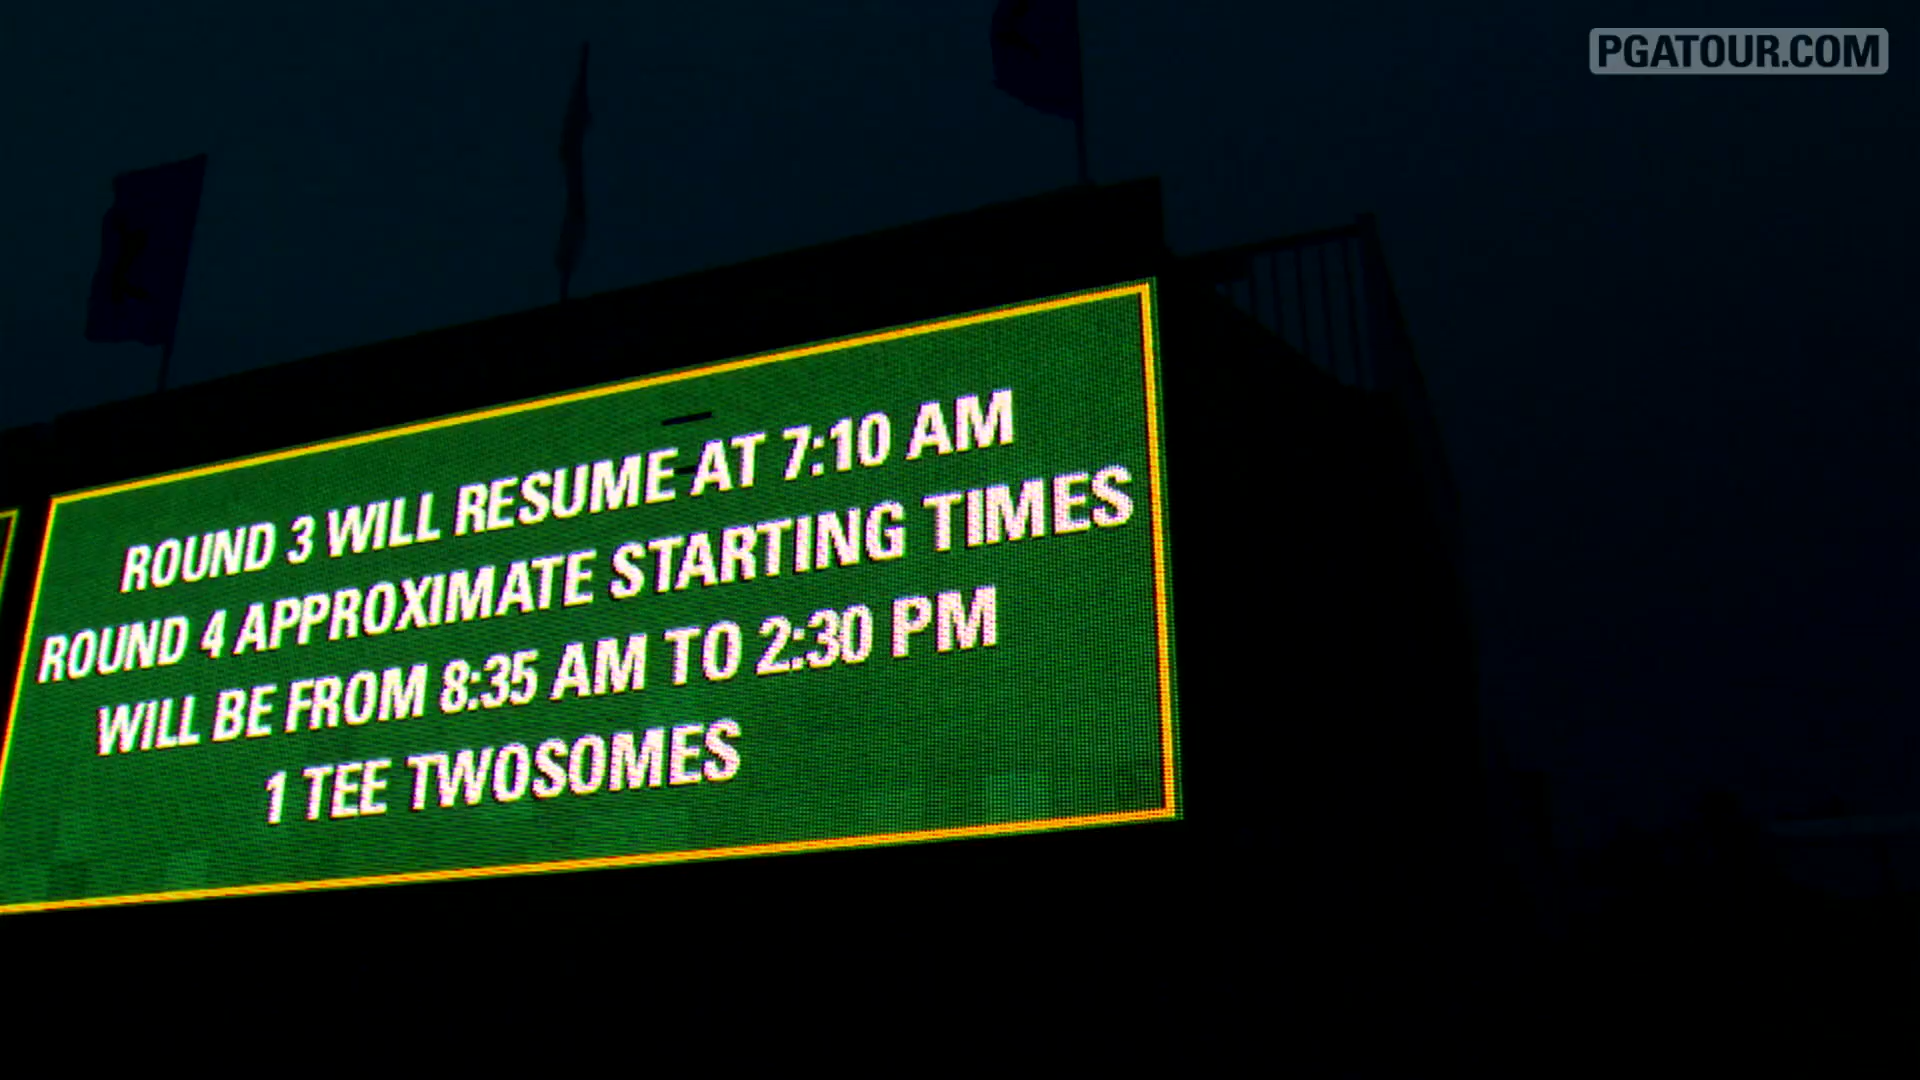 PGATOUR.COM
ROUND 3 WILL RESUME AT 7:10 AM
ROUND 4 APPROXIMATE STARTING TIMES
WILL BE FROM 8:35 AM TO 2:30 PM
1 TEE TWOSOMES